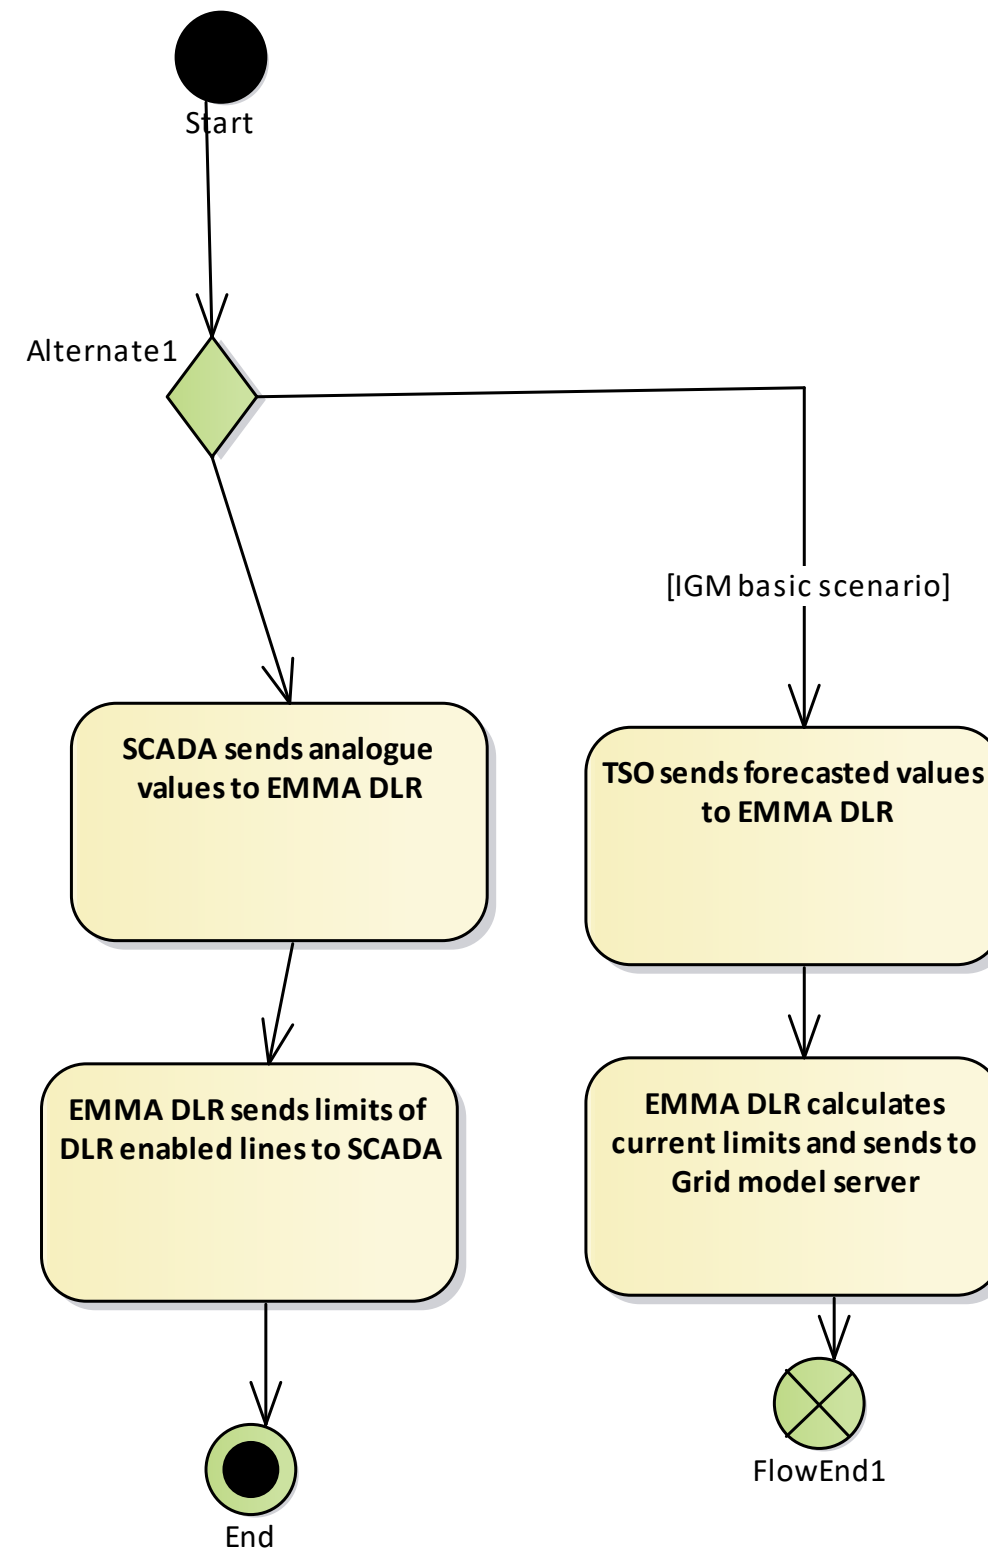 Start
Alternate1
[IGM basic scenario]
SCADA sends analogue
values to EMMA DLR
TSO sends forecasted values
to EMMA DLR
EMMA DLR sends limits of
DLR enabled lines to SCADA
EMMA DLR calculates
current limits and sends to
Grid model server
FlowEnd1
End